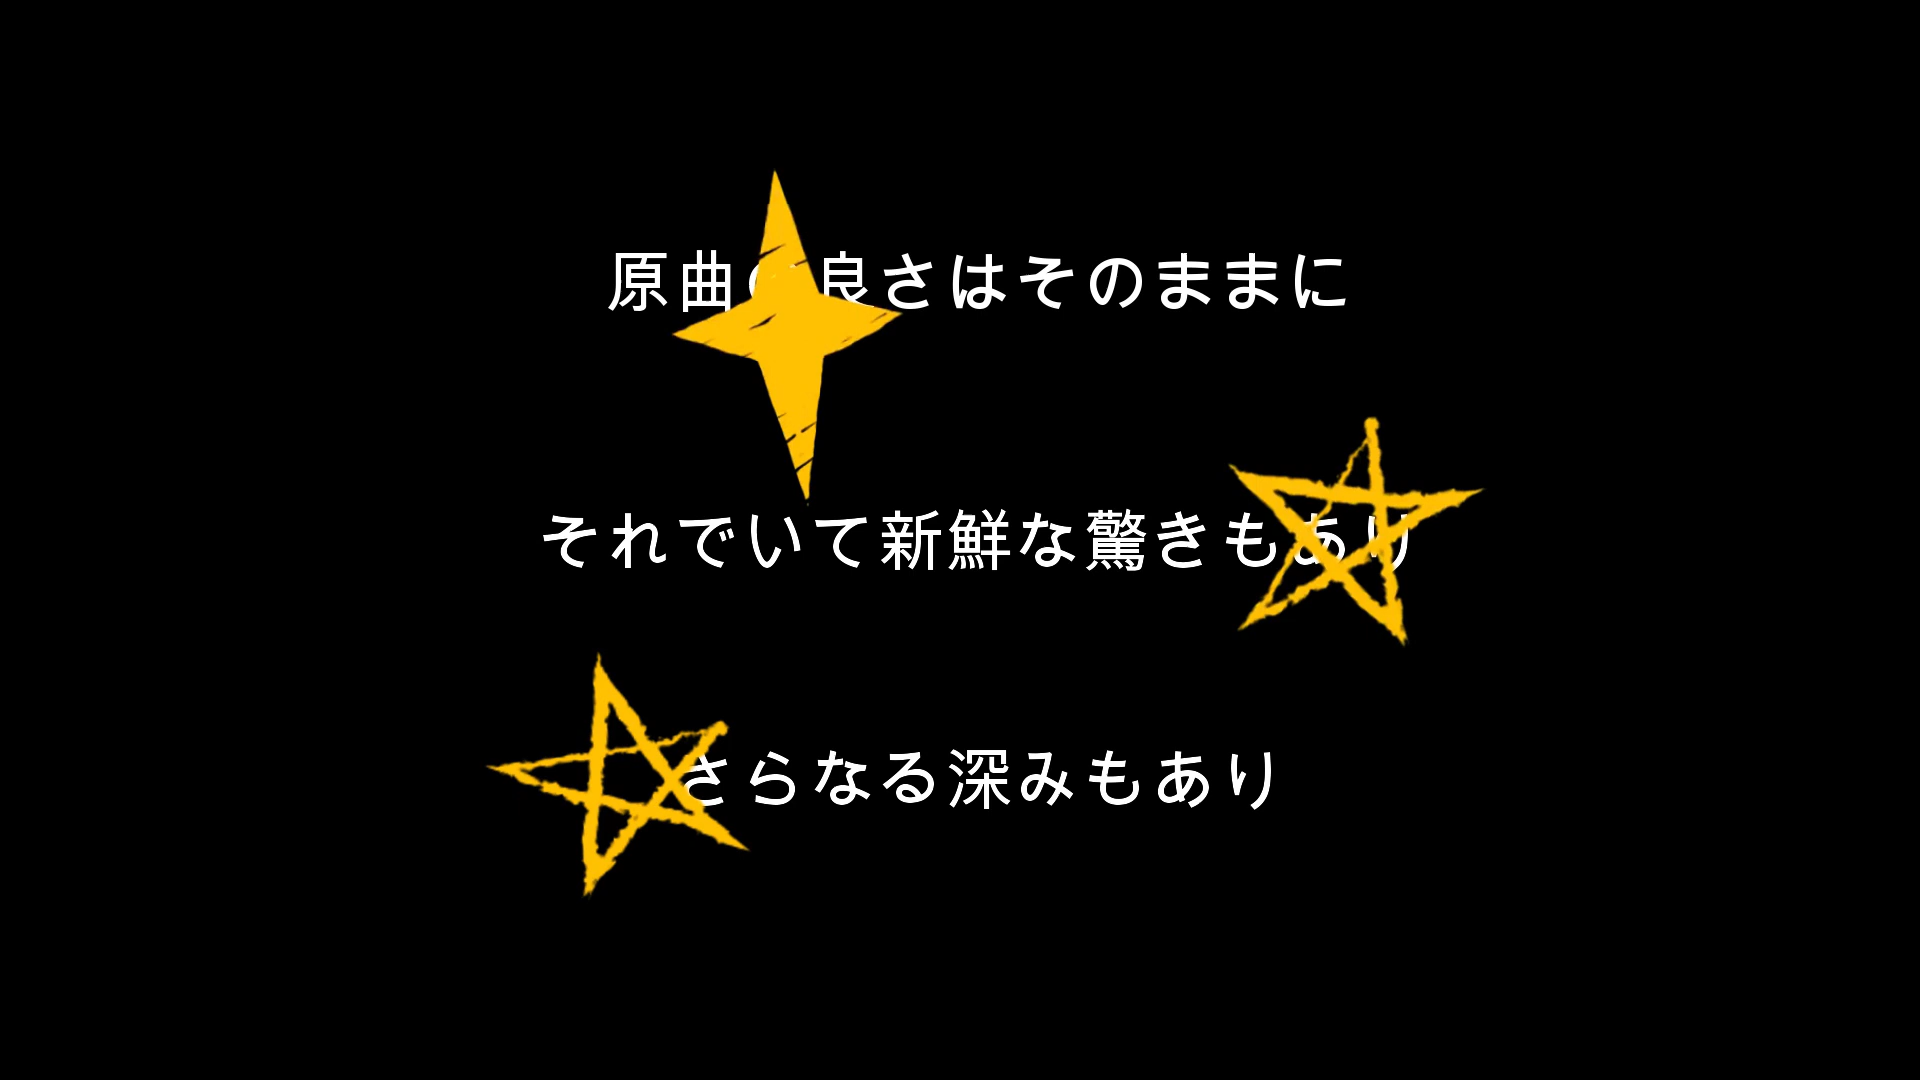 原曲の良さはそのままに
それでいて新鮮な驚きもあり
さらなる深みもあり